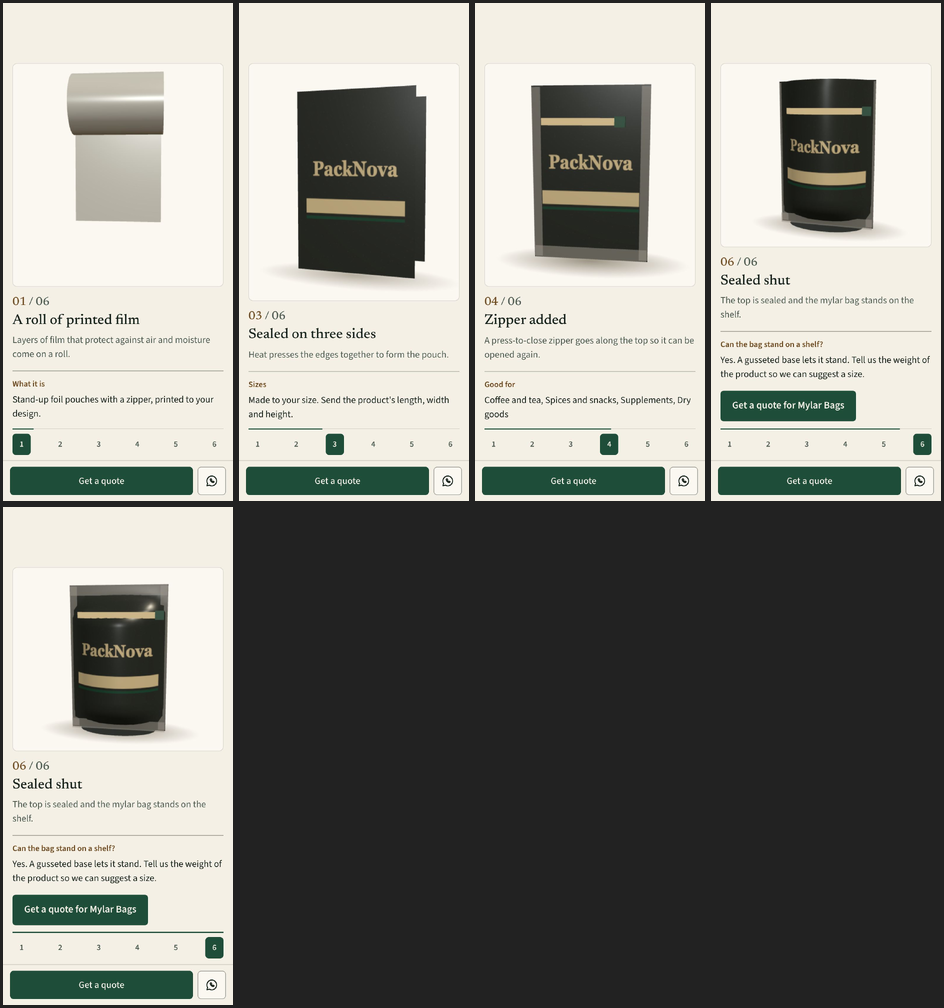 01 / 06
A roll of printed film
Layers of film that protect against air and moisture
come on a roll.
What it is
Stand-up foil pouches with a zipper, printed to your
design.
1 2 3 4 5 6
Get a quote
PackNova
03 / 06
Sealed on three sides
Heat presses the edges together to form the pouch.
Sizes
Made to your size. Send the product's length, width
and height.
1 2 3 4 5 6
Get a quote
PackNova
04 / 06
Zipper added
A press-to-close zipper goes along the top so it can be
opened again.
Good for
Coffee and tea, Spices and snacks, Supplements, Dry
goods
1 2 3 4 5 6
Get a quote
PackNova
06 / 06
Sealed shut
The top is sealed and the mylar bag stands on the
shelf.
Can the bag stand on a shelf?
Yes. A gusseted base lets it stand. Tell us the weight of
the product so we can suggest a size.
Get a quote for Mylar Bags
1 2 3 4 5 6
Get a quote
PackNova
06 / 06
Sealed shut
The top is sealed and the mylar bag stands on the
shelf.
Can the bag stand on a shelf?
Yes. A gusseted base lets it stand. Tell us the weight of
the product so we can suggest a size.
Get a quote for Mylar Bags
1 2 3 4 5 6
Get a quote